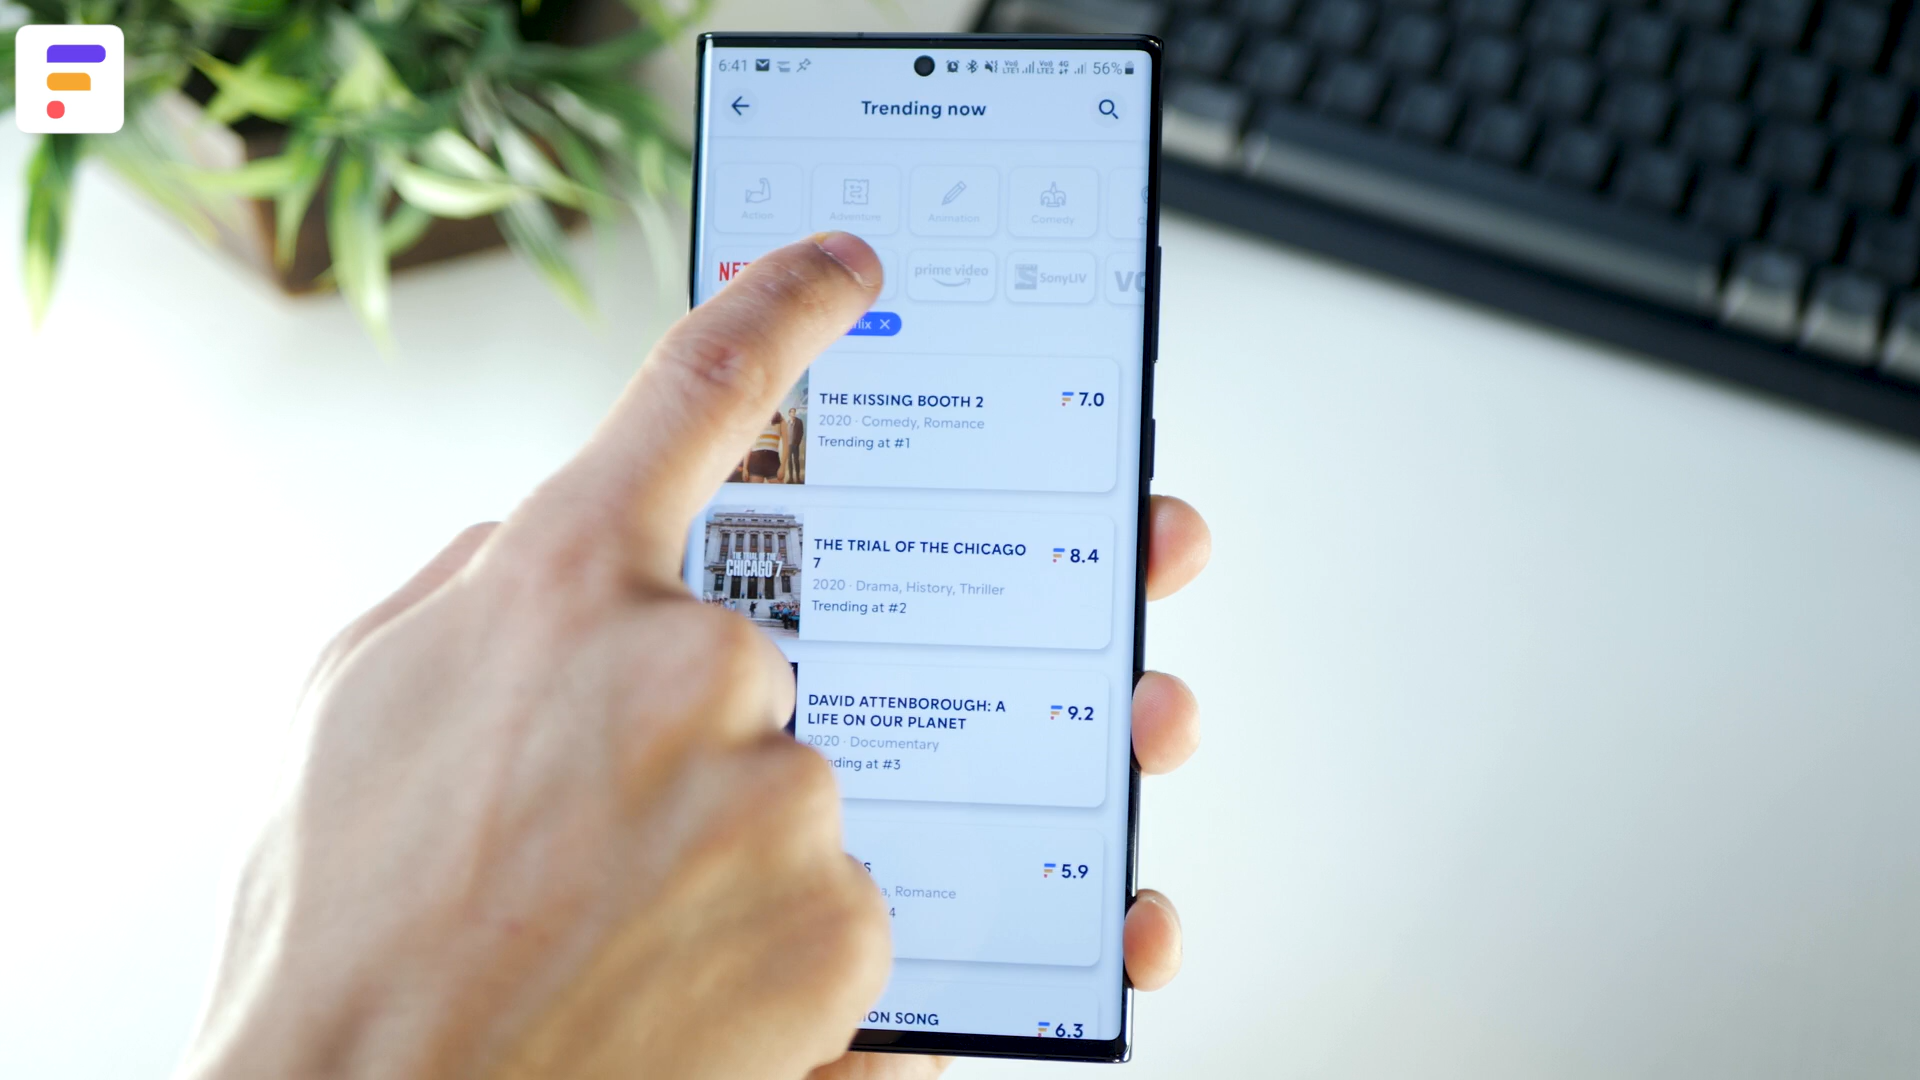 6:41
56%
Trending now
Action Adventure Animation Comedy
prime video SonyLIV
THE KISSING BOOTH 2 7.0
2020 · Comedy, Romance
Trending at #1
THE TRIAL OF THE CHICAGO
7 8.4
2020 · Drama, History, Thriller
Trending at #2
CHICAGO 7
DAVID ATTENBOROUGH: A
LIFE ON OUR PLANET 9.2
2020 · Documentary
at #3
5.9
Romance
SONG 6.3